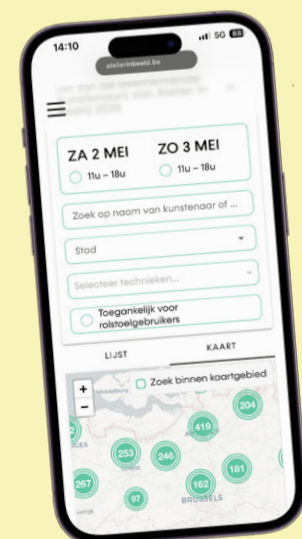 14:10
5G 88
atelierinbeeld.be
ZA 2 MEI
ZO 3 MEI
11u – 18u
11u – 18u
Zoek op naam van kunstenaar of ...
Stad
Selecteer technieken...
Toegankelijk voor
rolstoelgebruikers
LIJST
KAART
+
−
Zoek binnen kaartgebied
204
419
253
246
181
267
162
97
BRUSSELS